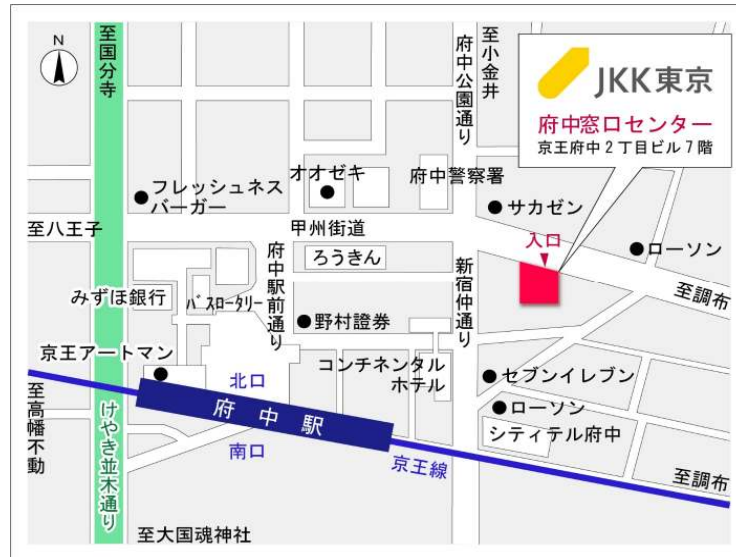 N
至国分寺
府中公園通り
至小金井
JKK東京
府中窓口センター
京王府中2丁目ビル7階
フレッシュネス
バーガー
オオゼキ
府中警察署
サカゼン
至八王子
甲州街道
入口
ローソン
ろうきん
府中駅前通り
新宿仲通り
至調布
みずほ銀行
バスロータリー
野村證券
京王アートマン
コンチネンタル
ホテル
セブンイレブン
北口
府中駅
ローソン
シティテル府中
至高幡不動
けやき並木通り
南口
京王線
至調布
至大国魂神社